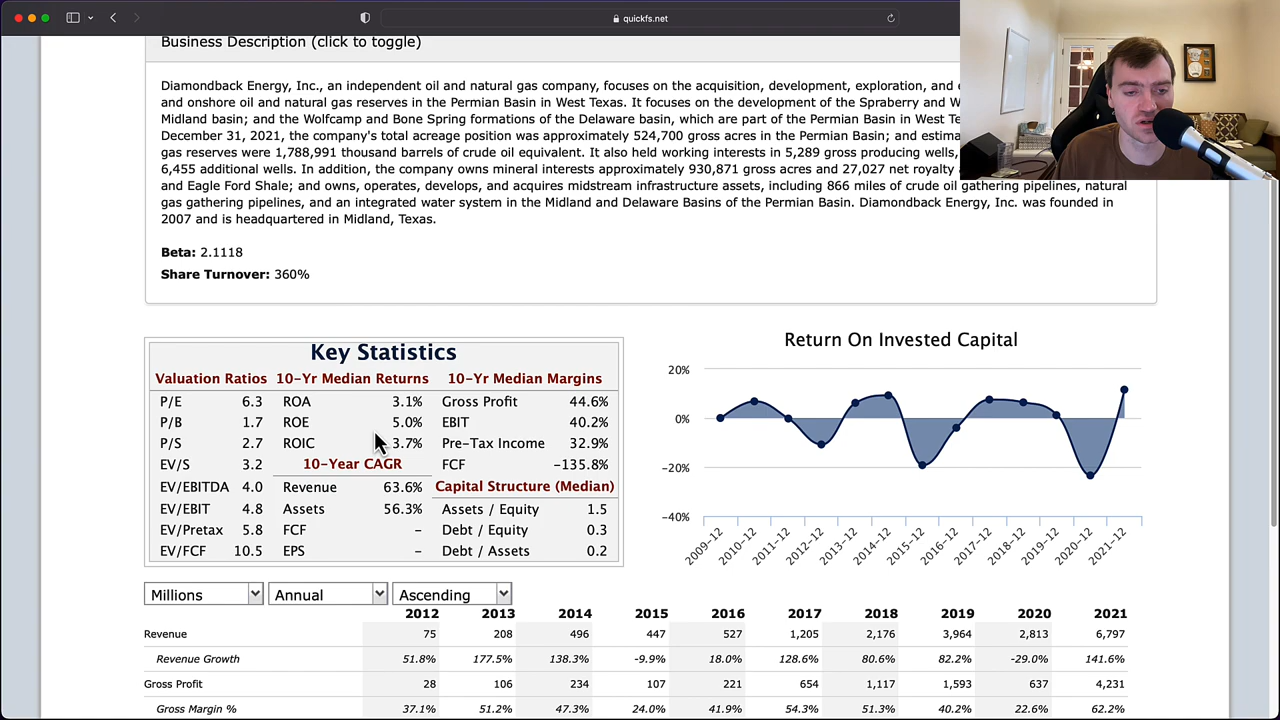 quickfs.net
Business Description (click to toggle)
Diamondback Energy, Inc., an independent oil and natural gas company, focuses on the acquisition, development, exploration, and e
and onshore oil and natural gas reserves in the Permian Basin in West Texas. It focuses on the development of the Spraberry and W
Midland basin; and the Wolfcamp and Bone Spring formations of the Delaware basin, which are part of the Permian Basin in West Te
December 31, 2021, the company's total acreage position was approximately 524,700 gross acres in the Permian Basin; and estima
gas reserves were 1,788,991 thousand barrels of crude oil equivalent. It also held working interests in 5,289 gross producing wells,
6,455 additional wells. In addition, the company owns mineral interests approximately 930,871 gross acres and 27,027 net royalty
and Eagle Ford Shale; and owns, operates, develops, and acquires midstream infrastructure assets, including 866 miles of crude oil gathering pipelines, natural
gas gathering pipelines, and an integrated water system in the Midland and Delaware Basins of the Permian Basin. Diamondback Energy, Inc. was founded in
2007 and is headquartered in Midland, Texas.
Beta: 2.1118
Share Turnover: 360%
Key Statistics
Valuation Ratios 10-Yr Median Returns 10-Yr Median Margins
P/E 6.3 ROA 3.1% Gross Profit 44.6%
P/B 1.7 ROE 5.0% EBIT 40.2%
P/S 2.7 ROIC 3.7% Pre-Tax Income 32.9%
EV/S 3.2 10-Year CAGR FCF -135.8%
EV/EBITDA 4.0 Revenue 63.6% Capital Structure (Median)
EV/EBIT 4.8 Assets 56.3% Assets / Equity 1.5
EV/Pretax 5.8 FCF - Debt / Equity 0.3
EV/FCF 10.5 EPS - Debt / Assets 0.2
Return On Invested Capital
20%
0%
-20%
-40%
2009-12 2010-12 2011-12 2012-12 2013-12 2014-12 2015-12 2016-12 2017-12 2018-12 2019-12 2020-12 2021-12
Millions Annual Ascending
2012 2013 2014 2015 2016 2017 2018 2019 2020 2021
Revenue 75 208 496 447 527 1,205 2,176 3,964 2,813 6,797
Revenue Growth 51.8% 177.5% 138.3% -9.9% 18.0% 128.6% 80.6% 82.2% -29.0% 141.6%
Gross Profit 28 106 234 107 221 654 1,117 1,593 637 4,231
Gross Margin % 37.1% 51.2% 47.3% 24.0% 41.9% 54.3% 51.3% 40.2% 22.6% 62.2%